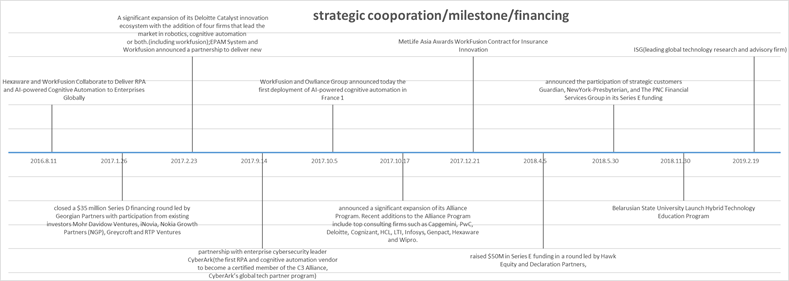 strategic cooporation/milestone/financing
A significant expansion of its Deloitte Catalyst innovation
ecosystem with the addition of four firms that lead the
market in robotics, cognitive automation
or both.(including workfusion);EPAM System and
Workfusion announced a partnership to deliver new
MetLife Asia Awards WorkFusion Contract for Insurance
Innovation
ISG(leading global technology research and advisory firm)
Hexaware and WorkFusion Collaborate to Deliver RPA
and AI-powered Cognitive Automation to Enterprises
Globally
WorkFusion and Owliance Group announced today the
first deployment of AI-powered cognitive automation in
France 1
announced the participation of strategic customers
Guardian, NewYork-Presbyterian, and The PNC Financial
Services Group in its Series E funding
2016.8.11 2017.1.26 2017.2.23 2017.9.14 2017.10.5 2017.10.17 2017.12.21 2018.4.5 2018.5.30 2018.11.30 2019.2.19
closed a $35 million Series D financing round led by
Georgian Partners with participation from existing
investors Mohr Davidow Ventures, iNovia, Nokia Growth
Partners (NGP), Greycroft and RTP Ventures
announced a significant expansion of its Alliance
Program. Recent additions to the Alliance Program
include top consulting firms such as Capgemini, PwC,
Deloitte, Cognizant, HCL, LTI, Infosys, Genpact, Hexaware
and Wipro.
Belarusian State University Launch Hybrid Technology
Education Program
partnership with enterprise cybersecurity leader
CyberArk(the first RPA and cognitive automation vendor
to become a certified member of the C3 Alliance,
CyberArk's global tech partner program)
raised $50M in Series E funding in a round led by Hawk
Equity and Declaration Partners,